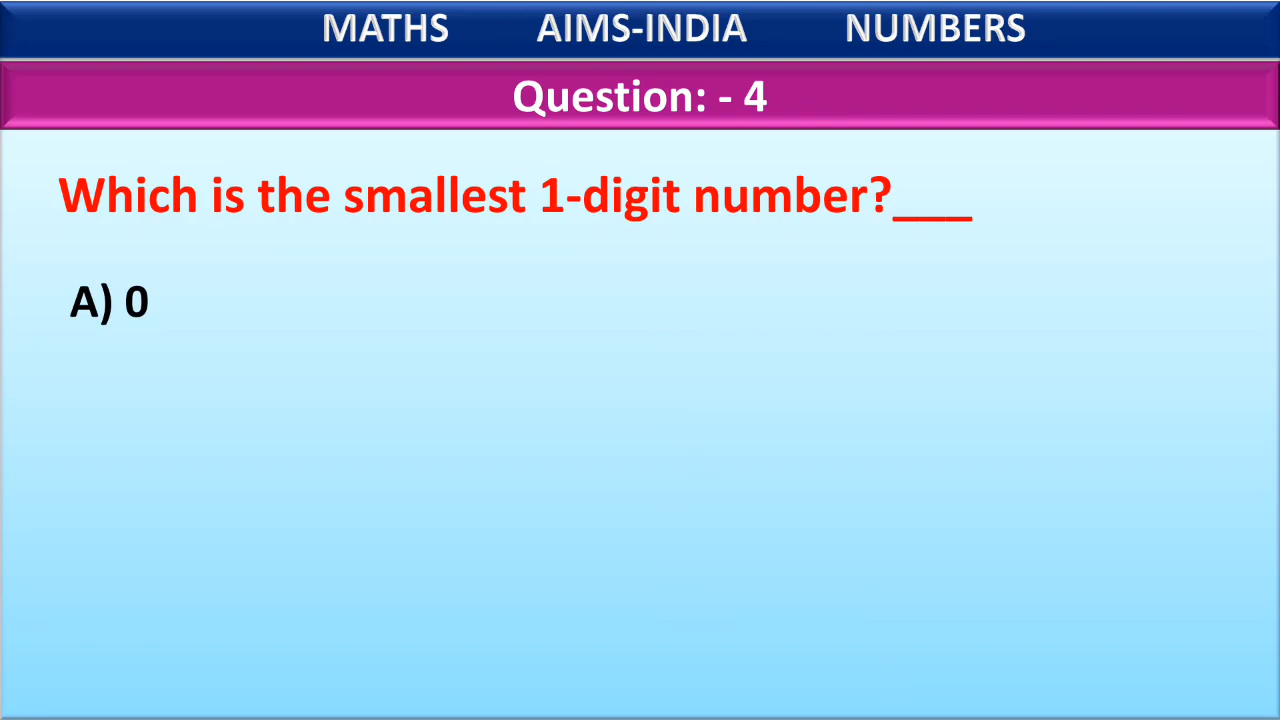 MATHS AIMS-INDIA NUMBERS
Question: - 4
Which is the smallest 1-digit number?___
A) 0